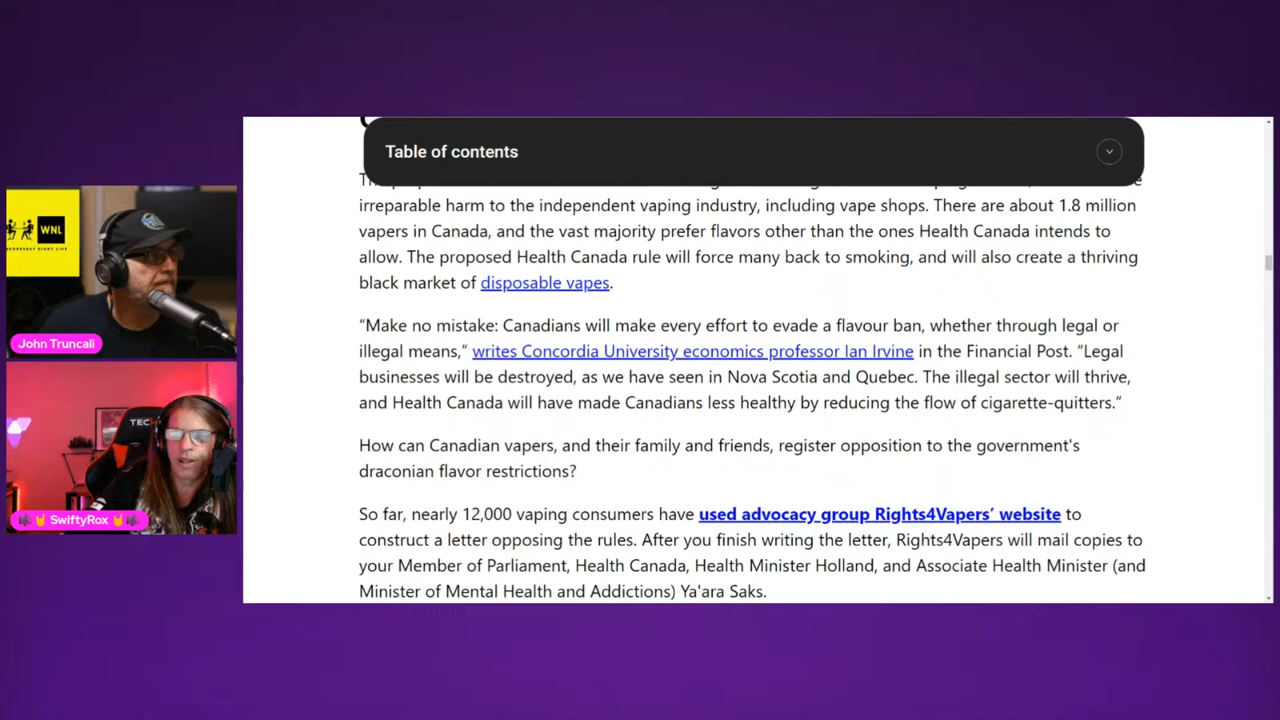 Table of contents
irreparable harm to the independent vaping industry, including vape shops. There are about 1.8 million
vapers in Canada, and the vast majority prefer flavors other than the ones Health Canada intends to
allow. The proposed Health Canada rule will force many back to smoking, and will also create a thriving
black market of disposable vapes.
“Make no mistake: Canadians will make every effort to evade a flavour ban, whether through legal or
illegal means,” writes Concordia University economics professor Ian Irvine in the Financial Post. “Legal
businesses will be destroyed, as we have seen in Nova Scotia and Quebec. The illegal sector will thrive,
and Health Canada will have made Canadians less healthy by reducing the flow of cigarette-quitters.”
How can Canadian vapers, and their family and friends, register opposition to the government's
draconian flavor restrictions?
So far, nearly 12,000 vaping consumers have used advocacy group Rights4Vapers’ website to
construct a letter opposing the rules. After you finish writing the letter, Rights4Vapers will mail copies to
your Member of Parliament, Health Canada, Health Minister Holland, and Associate Health Minister (and
Minister of Mental Health and Addictions) Ya'ara Saks.
WNL
John Truncali
TECH
🤘 SwiftyRox 🤘